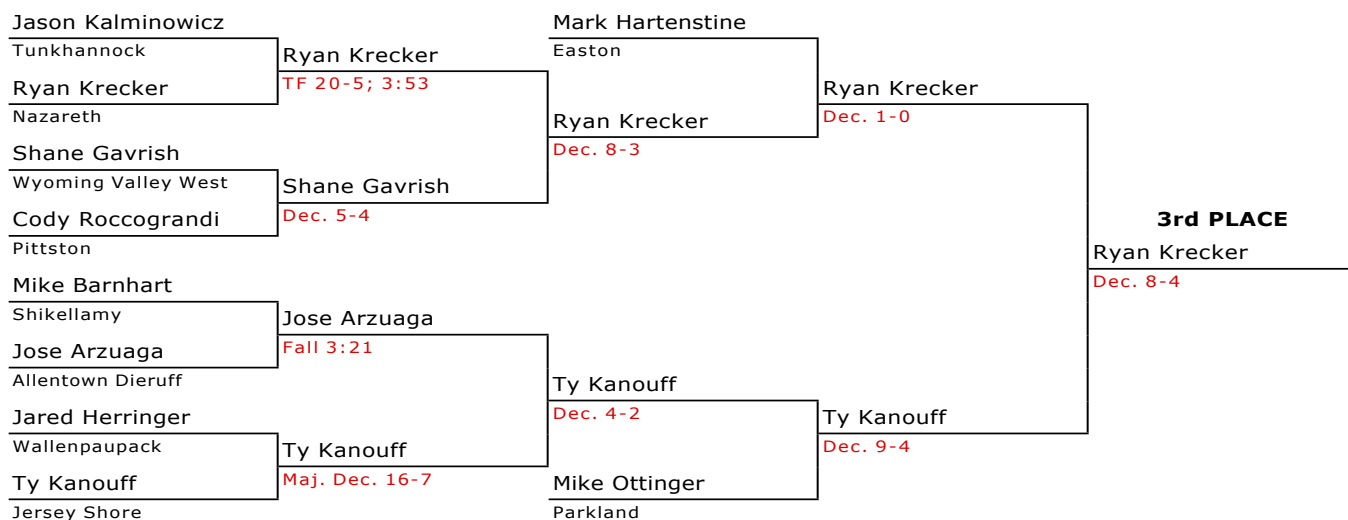 Jason Kalminowicz
Tunkhannock
Ryan Krecker
Nazareth
Shane Gavrish
Wyoming Valley West
Cody Roccograndi
Pittston
Mike Barnhart
Shikellamy
Jose Arzuaga
Allentown Dieruff
Jared Herringer
Wallenpaupack
Ty Kanouff
Jersey Shore
Ryan Krecker
TF 20-5; 3:53
Shane Gavrish
Dec. 5-4
Jose Arzuaga
Fall 3:21
Ty Kanouff
Maj. Dec. 16-7
Mark Hartenstine
Easton
Ryan Krecker
Dec. 8-3
Ty Kanouff
Dec. 4-2
Mike Ottinger
Parkland
Ryan Krecker
Dec. 1-0
Ty Kanouff
Dec. 9-4
3rd PLACE
Ryan Krecker
Dec. 8-4